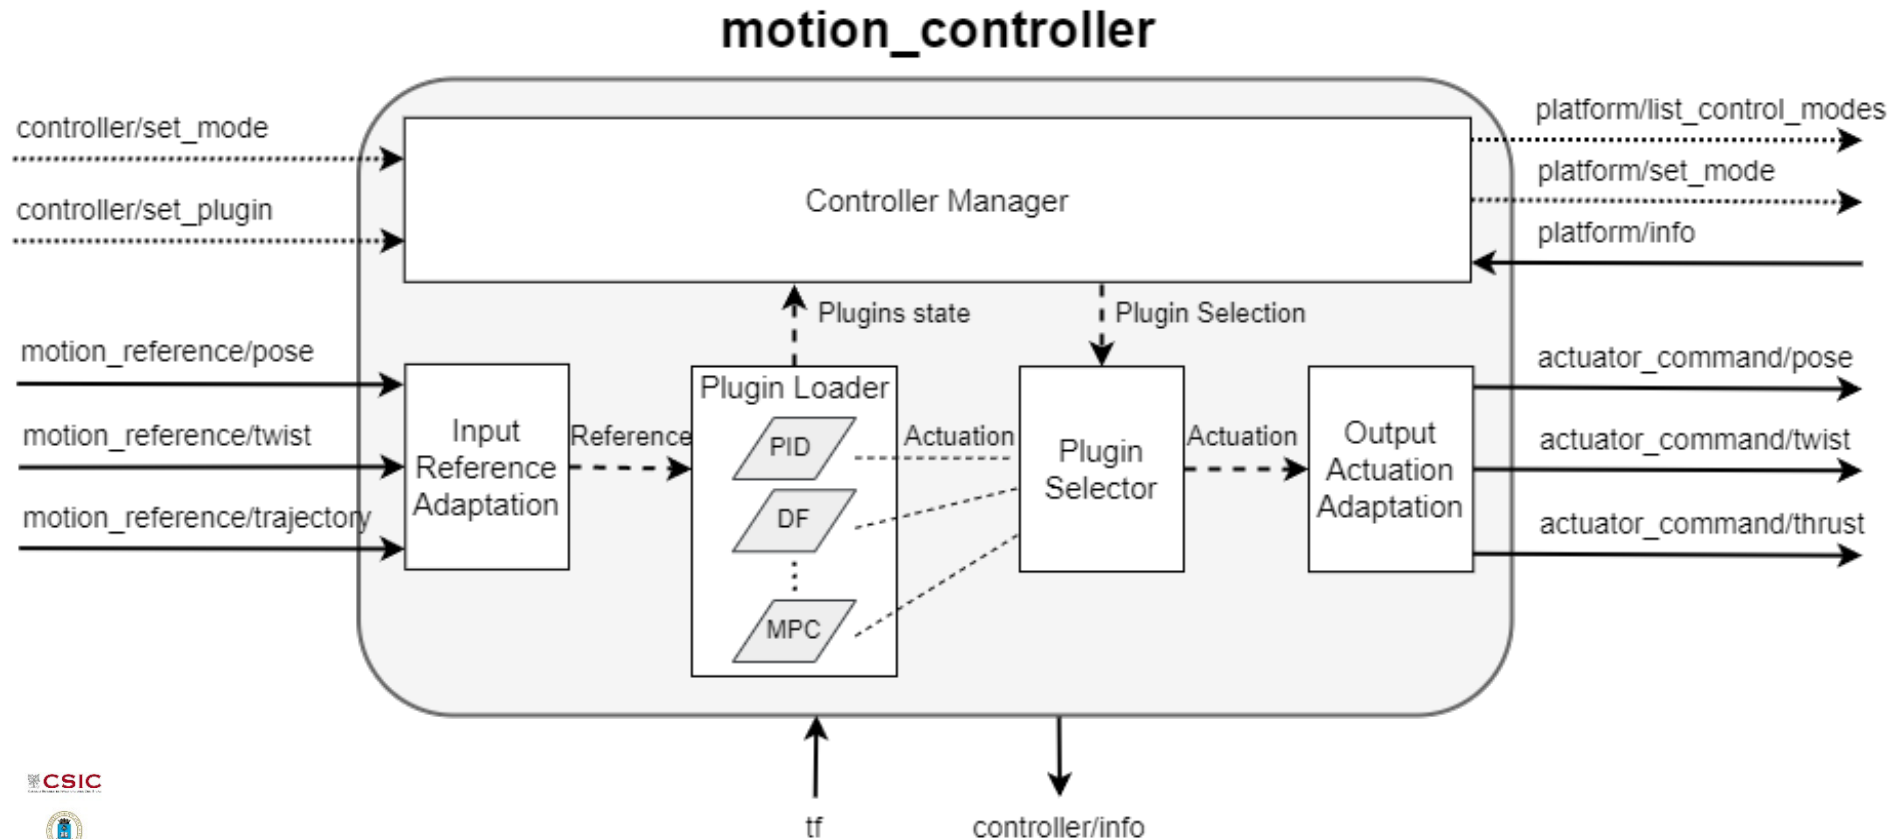 motion_controller
controller/set_mode
controller/set_plugin
Controller Manager
platform/list_control_modes
platform/set_mode
platform/info
Plugins state
Plugin Selection
motion_reference/pose
motion_reference/twist
motion_reference/trajectory
Input
Reference
Adaptation
Reference
Plugin Loader
PID
DF
MPC
Actuation
Plugin
Selector
Actuation
Output
Actuation
Adaptation
actuator_command/pose
actuator_command/twist
actuator_command/thrust
tf
controller/info
CSIC